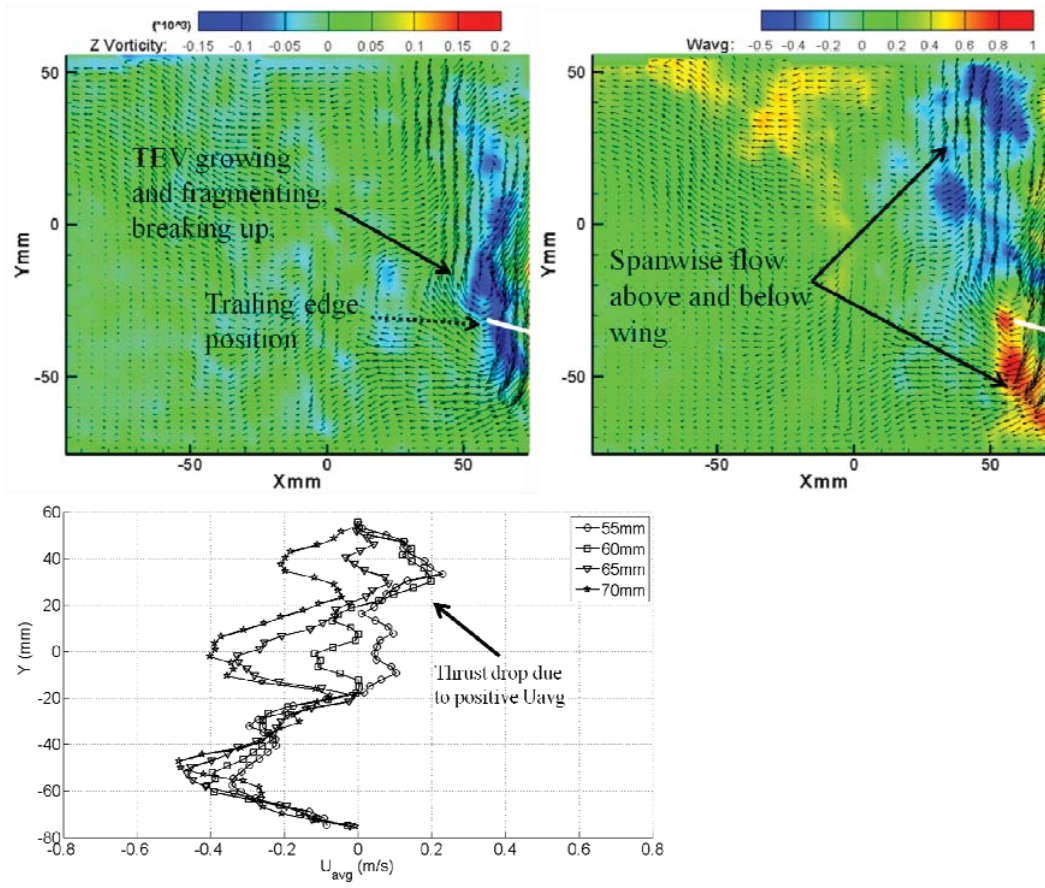 (*10^3)
Z Vorticity: -0.15 -0.1 -0.05 0 0.05 0.1 0.15 0.2
50
0
-50
Ymm
TEV growing
and fragmenting,
breaking up.
Trailing edge
position
-50 0 50
Xmm
Wavg: -0.5 -0.4 -0.2 0 0.2 0.4 0.6 0.8 1
50
0
-50
Ymm
Spanwise flow
above and below
wing
-50 0 50
Xmm
60
40
20
0
-20
-40
-60
-80
Y (mm)
55mm
60mm
65mm
70mm
Thrust drop due
to positive Uavg
-0.8 -0.6 -0.4 -0.2 0 0.2 0.4 0.6 0.8
Uavg (m/s)